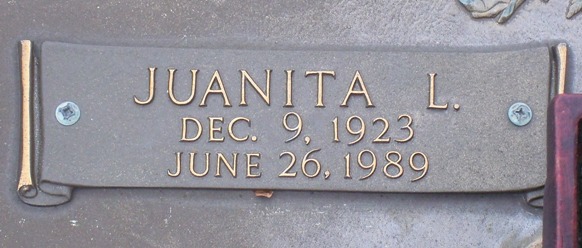 JUANITA L.
DEC. 9, 1923
JUNE 26, 1989